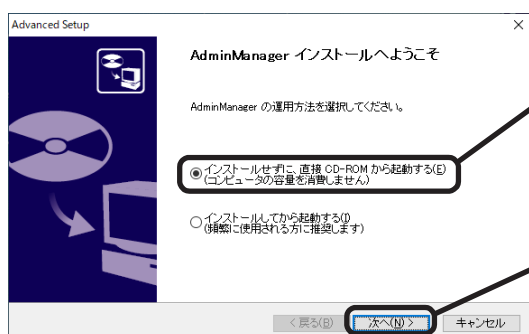 Advanced Setup
AdminManager インストールへようこそ
AdminManager の運用方法を選択してください。
インストールせずに、直接 CD-ROM から起動する(E)
(コンピュータの容量を消費しません)
インストールしてから起動する(I)
(頻繁に使用される方に推奨します)
< 戻る(B)
次へ(N) >
キャンセル